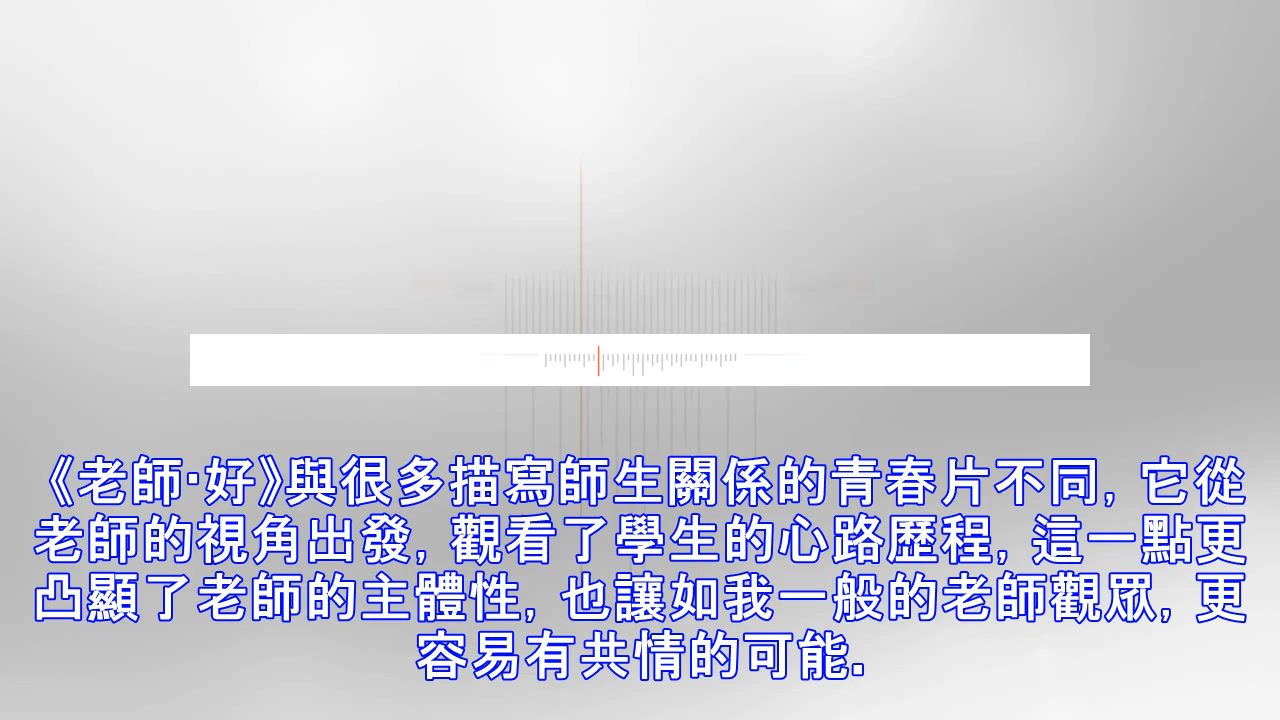 《老師·好》與很多描寫師生關係的青春片不同, 它從
老師的視角出發, 觀看了學生的心路歷程, 這一點更
凸顯了老師的主體性, 也讓如我一般的老師觀眾, 更
容易有共情的可能.